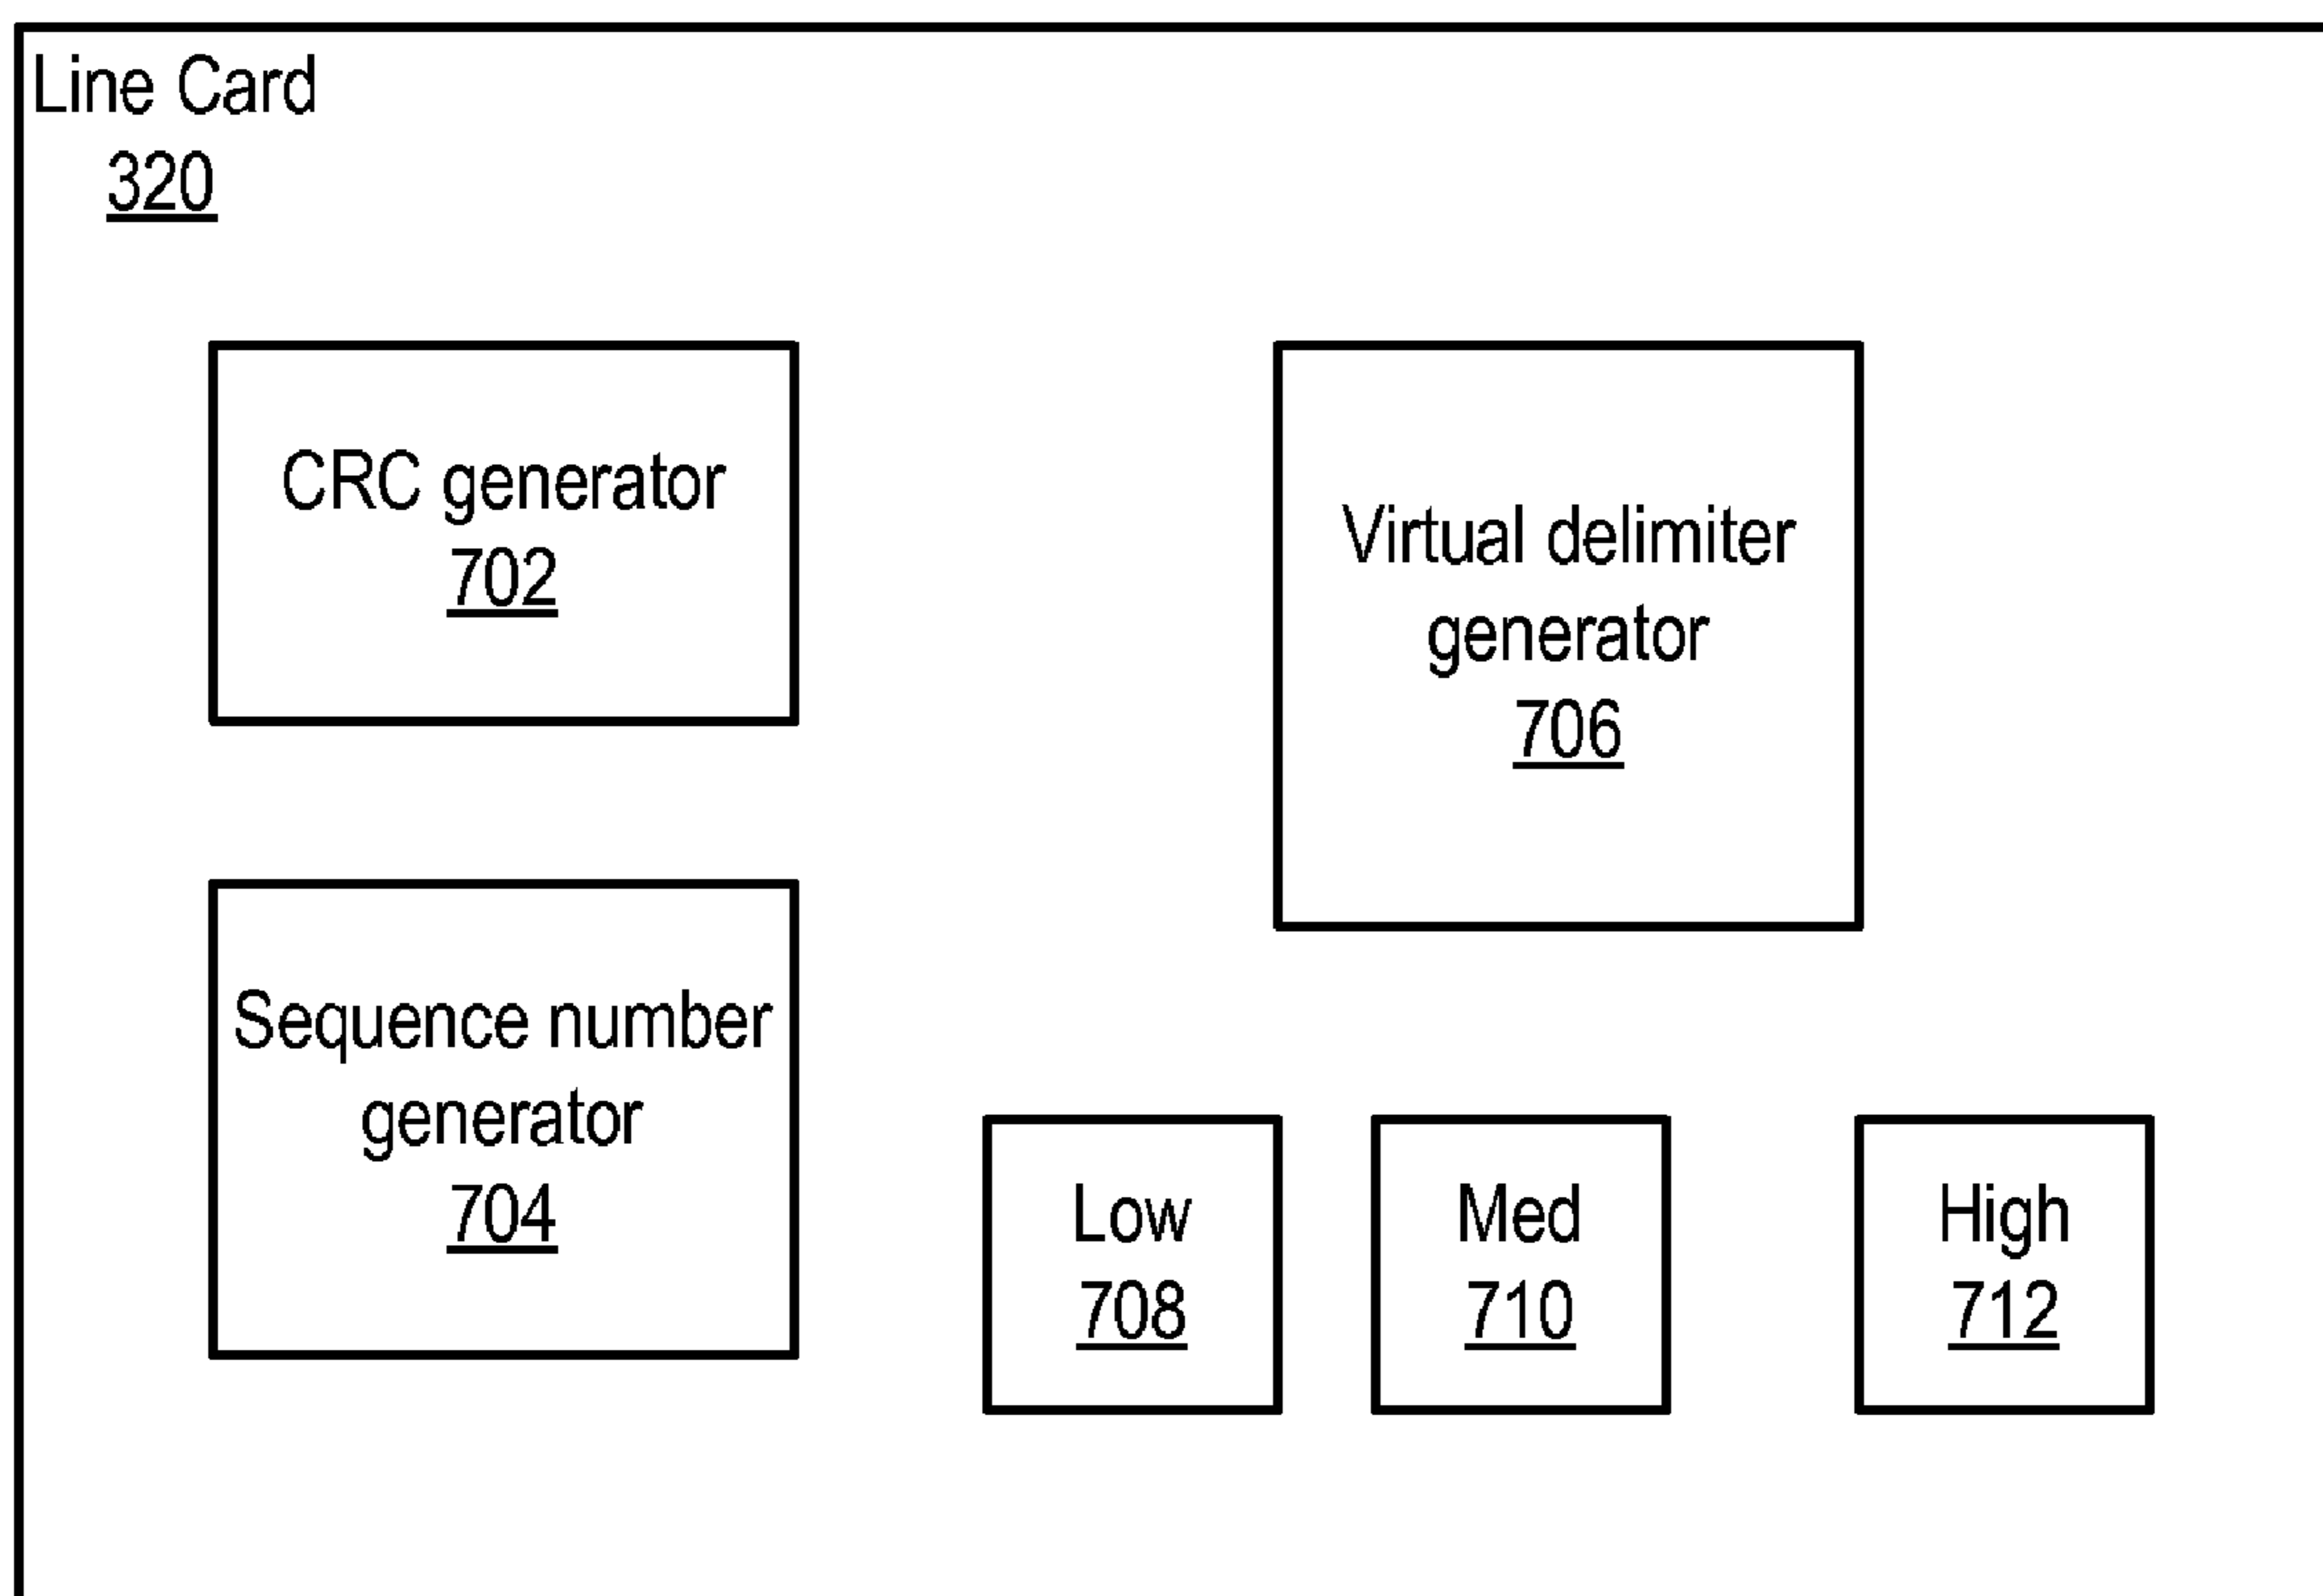 Line Card
320
CRC generator
702
Virtual delimiter
generator
706
Sequence number
generator
704
Low
708
Med
710
High
712